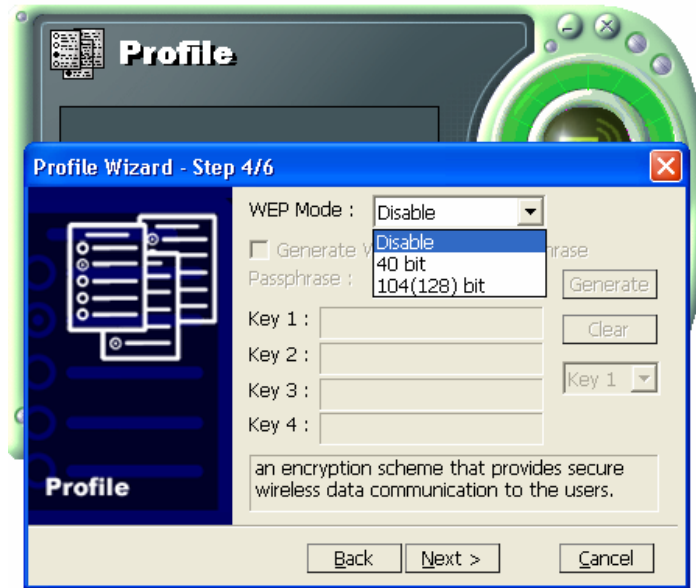 Profile
Profile Wizard - Step 4/6
WEP Mode : Disable
Disable
40 bit
104(128) bit
Generate
Passphrase :
Generate
Key 1 :
Clear
Key 2 :
Key 3 :
Key 1
Key 4 :
an encryption scheme that provides secure
wireless data communication to the users.
Profile
Back
Next >
Cancel